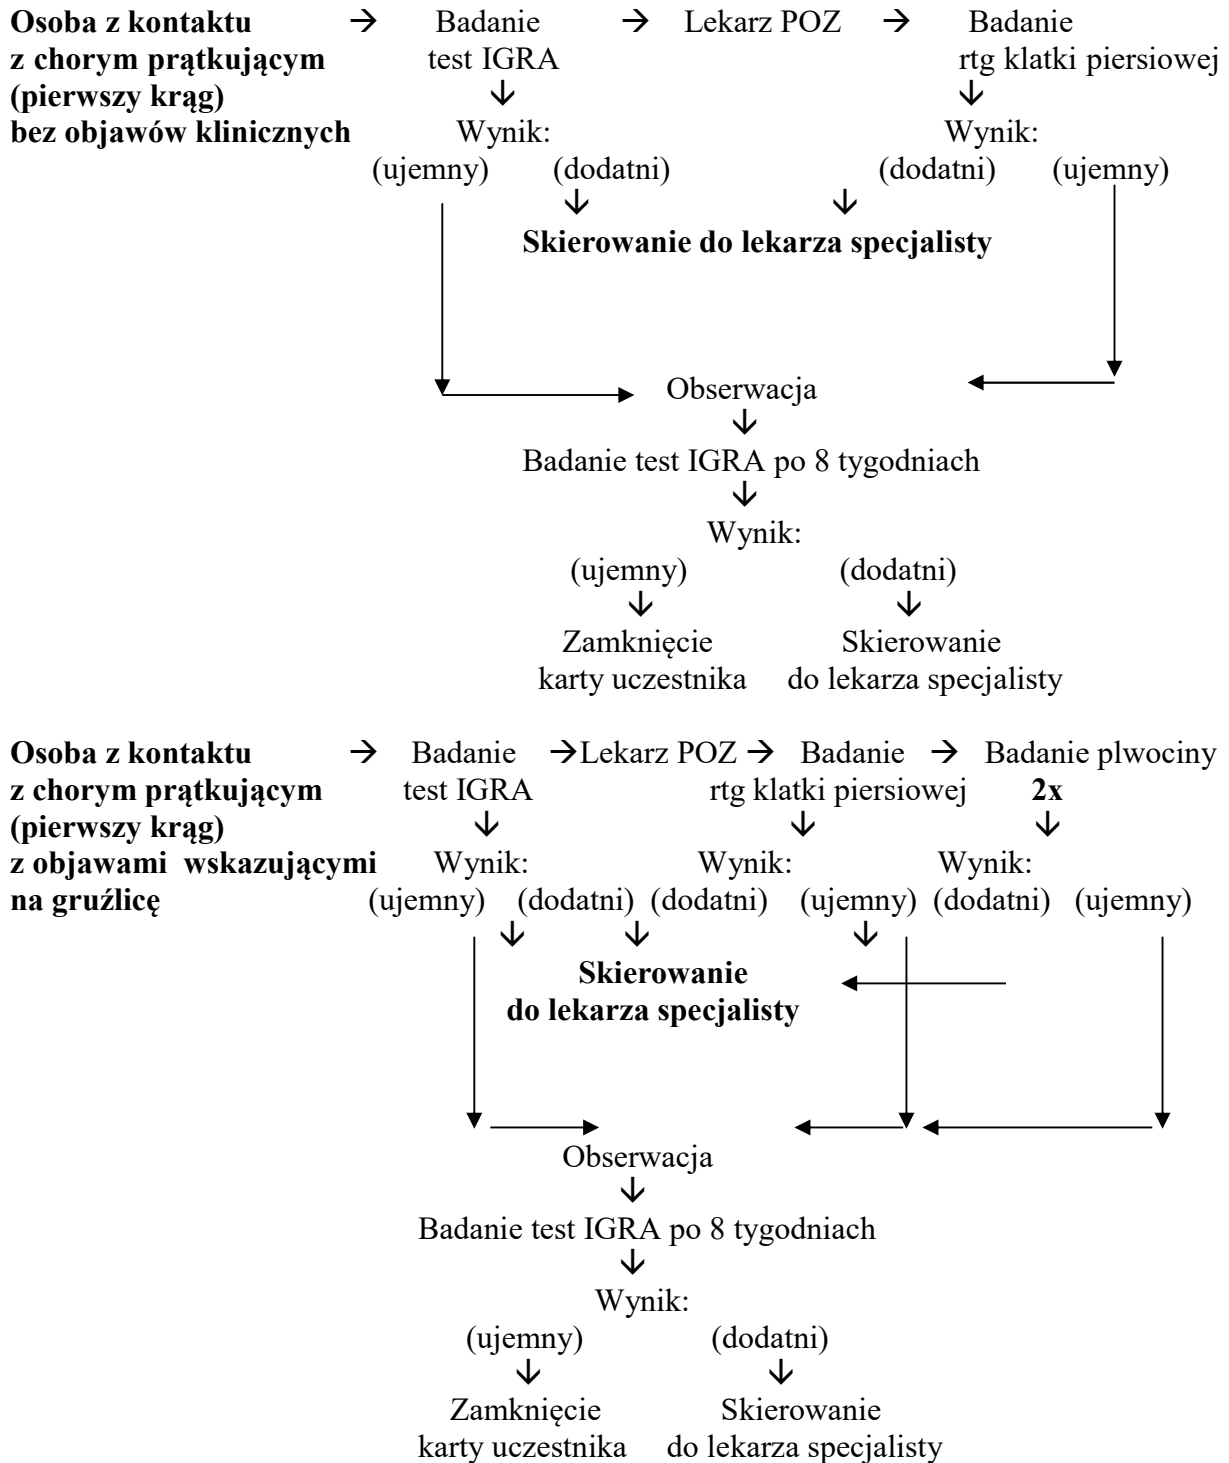 Osoba z kontaktu → Badanie → Lekarz POZ → Badanie
z chorym prątkującym test IGRA rtg klatki piersiowej
(pierwszy krąg) ↓ ↓
bez objawów klinicznych Wynik: Wynik:
(ujemny) (dodatni) (dodatni) (ujemny)
↓ ↓
Skierowanie do lekarza specjalisty
Obserwacja
↓
Badanie test IGRA po 8 tygodniach
↓
Wynik:
(ujemny) (dodatni)
↓ ↓
Zamknięcie Skierowanie
karty uczestnika do lekarza specjalisty
Osoba z kontaktu → Badanie → Lekarz POZ → Badanie → Badanie plwociny
z chorym prątkującym test IGRA rtg klatki piersiowej 2x
(pierwszy krąg) ↓ ↓ ↓
z objawami wskazującymi Wynik: Wynik: Wynik:
na gruźlicę (ujemny) (dodatni) (dodatni) (ujemny) (dodatni) (ujemny)
↓ ↓ ↓
Skierowanie
do lekarza specjalisty
Obserwacja
↓
Badanie test IGRA po 8 tygodniach
↓
Wynik:
(ujemny) (dodatni)
↓ ↓
Zamknięcie Skierowanie
karty uczestnika do lekarza specjalisty